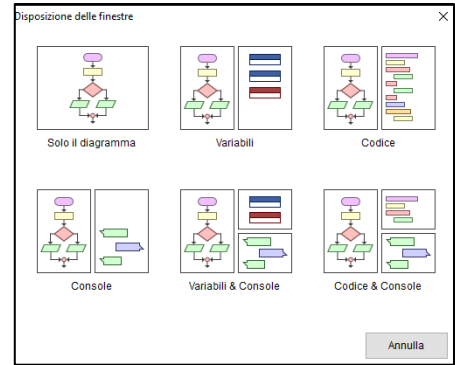 Disposizione delle finestre
Solo il diagramma
Variabili
Codice
Console
Variabili & Console
Codice & Console
Annulla